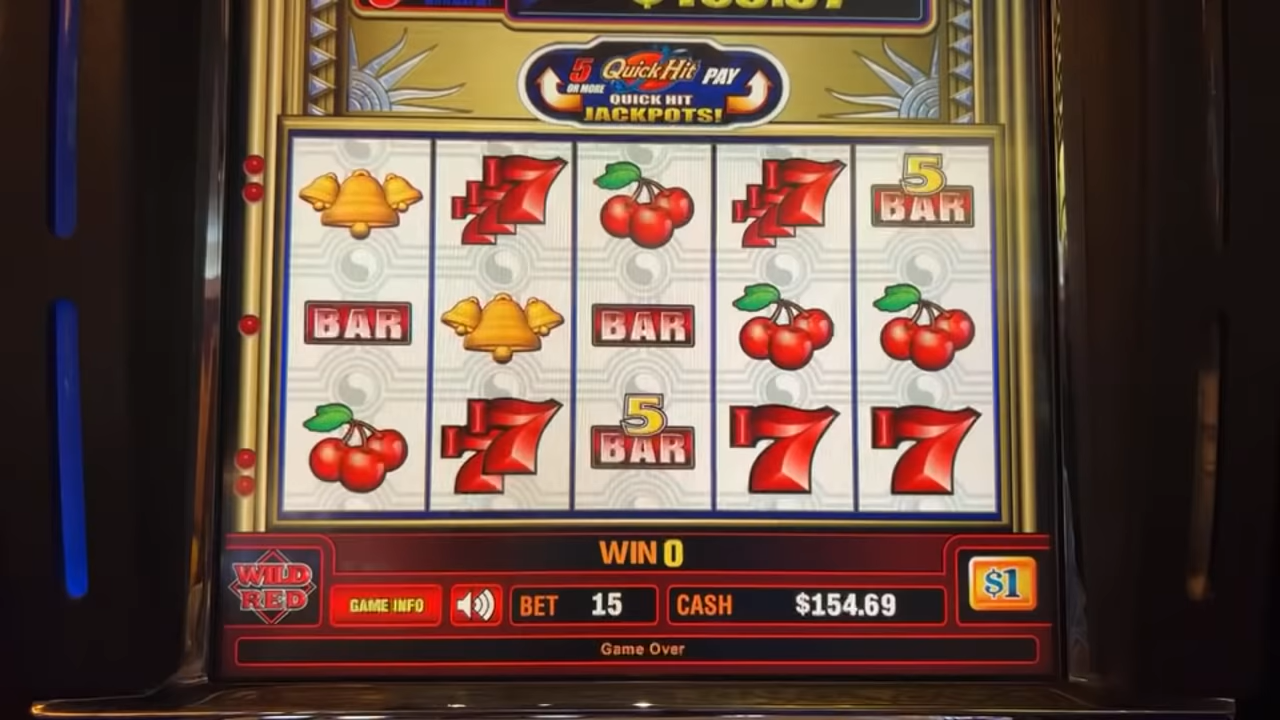 5 OR MORE Quick Hit PAY
QUICK HIT
JACKPOTS!
5
BAR
BAR
BAR
5
BAR
WIN 0
WILD RED
GAME INFO
BET 15
CASH $154.69
$1
Game Over